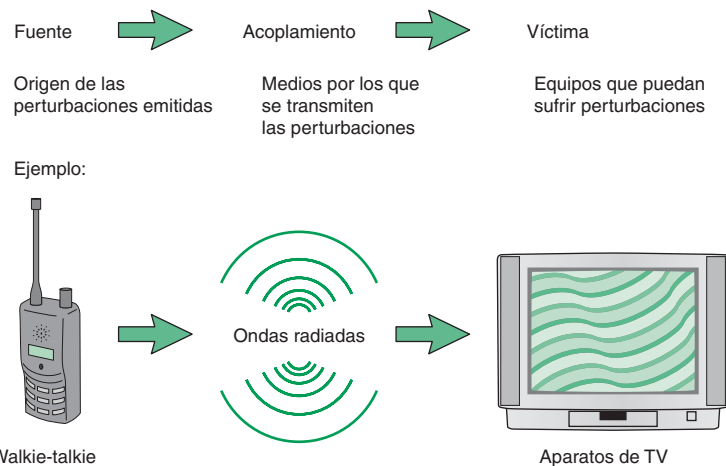 Fuente
Acoplamiento
Víctima
Origen de las
perturbaciones emitidas
Medios por los que
se transmiten
las perturbaciones
Equipos que puedan
sufrir perturbaciones
Ejemplo:
Ondas radiadas
Walkie-talkie
Aparatos de TV